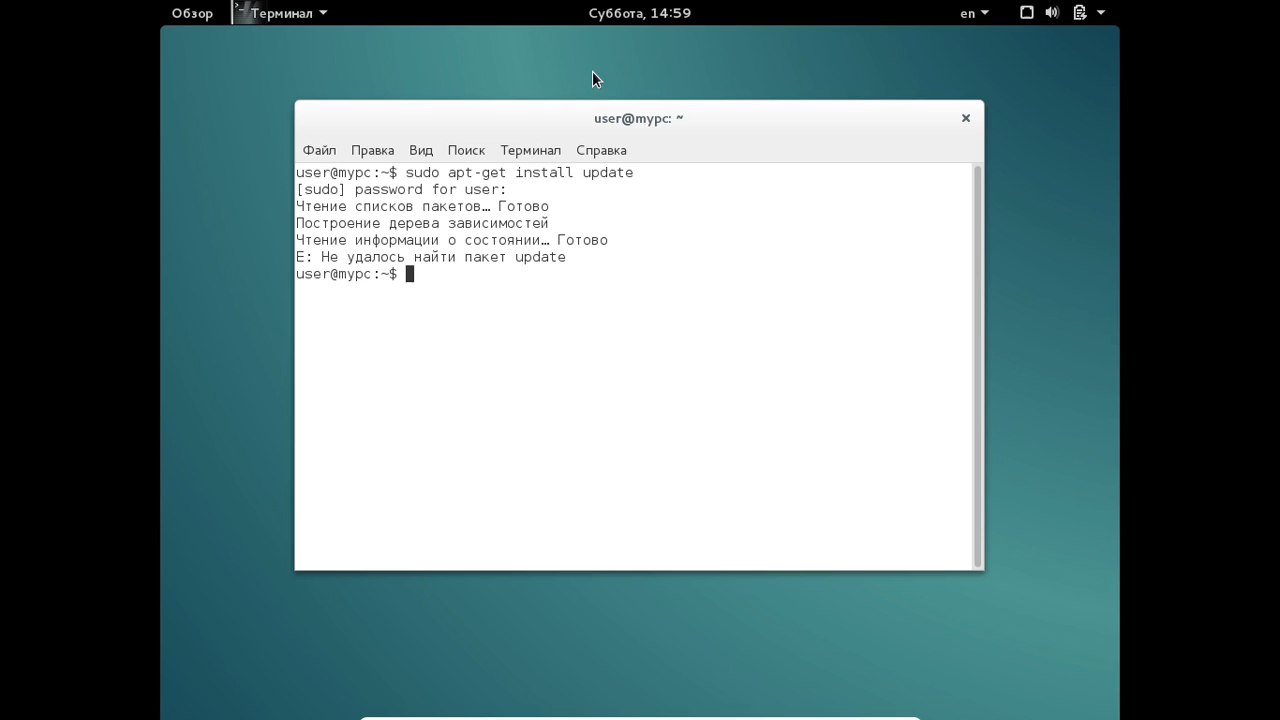 Обзор Терминал Суббота, 14:59 en
user@mypc: ~
Файл Правка Вид Поиск Терминал Справка
user@mypc:~$ sudo apt-get install update
[sudo] password for user:
Чтение списков пакетов… Готово
Построение дерева зависимостей
Чтение информации о состоянии… Готово
E: Не удалось найти пакет update
user@mypc:~$